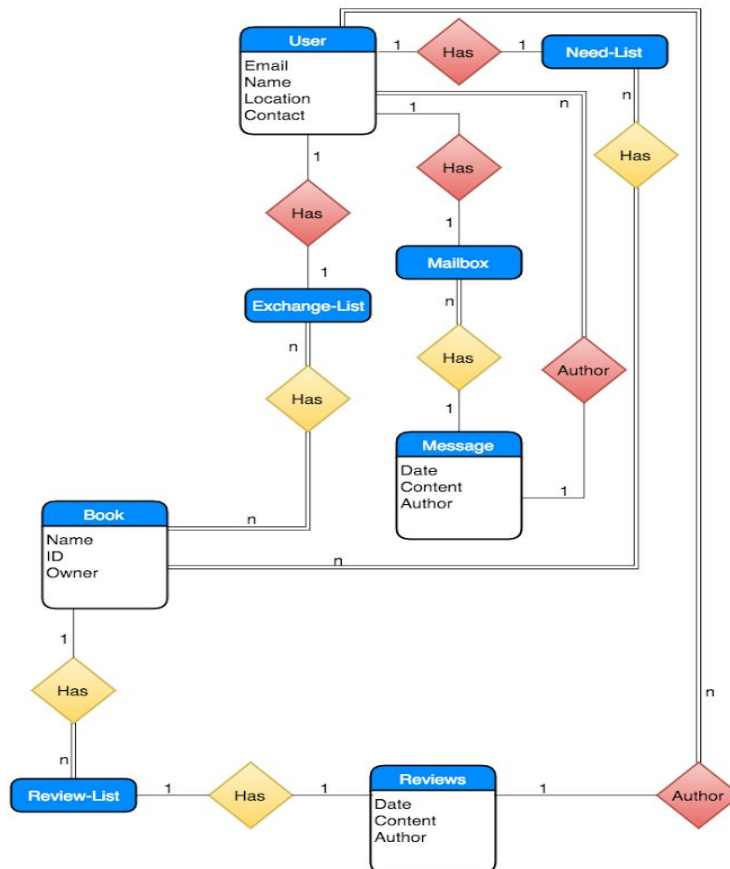 User
Email
Name
Location
Contact
1
Has
1
Need-List
n
Has
n
1
Has
1
Mailbox
n
Has
1
Message
Date
Content
Author
1
Author
n
1
Has
1
Exchange-List
n
Has
n
Book
Name
ID
Owner
1
Has
n
Review-List
1
Has
1
Reviews
Date
Content
Author
1
Author
n